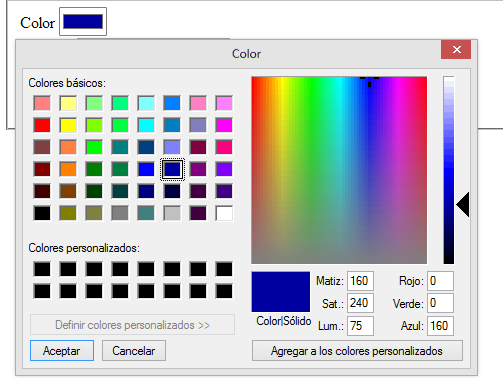 Color
Color
Colores básicos:
Colores personalizados:
Definir colores personalizados >>
Aceptar
Cancelar
Color|Sólido
Matiz: 160
Sat.: 240
Lum.: 75
Rojo: 0
Verde: 0
Azul: 160
Agregar a los colores personalizados